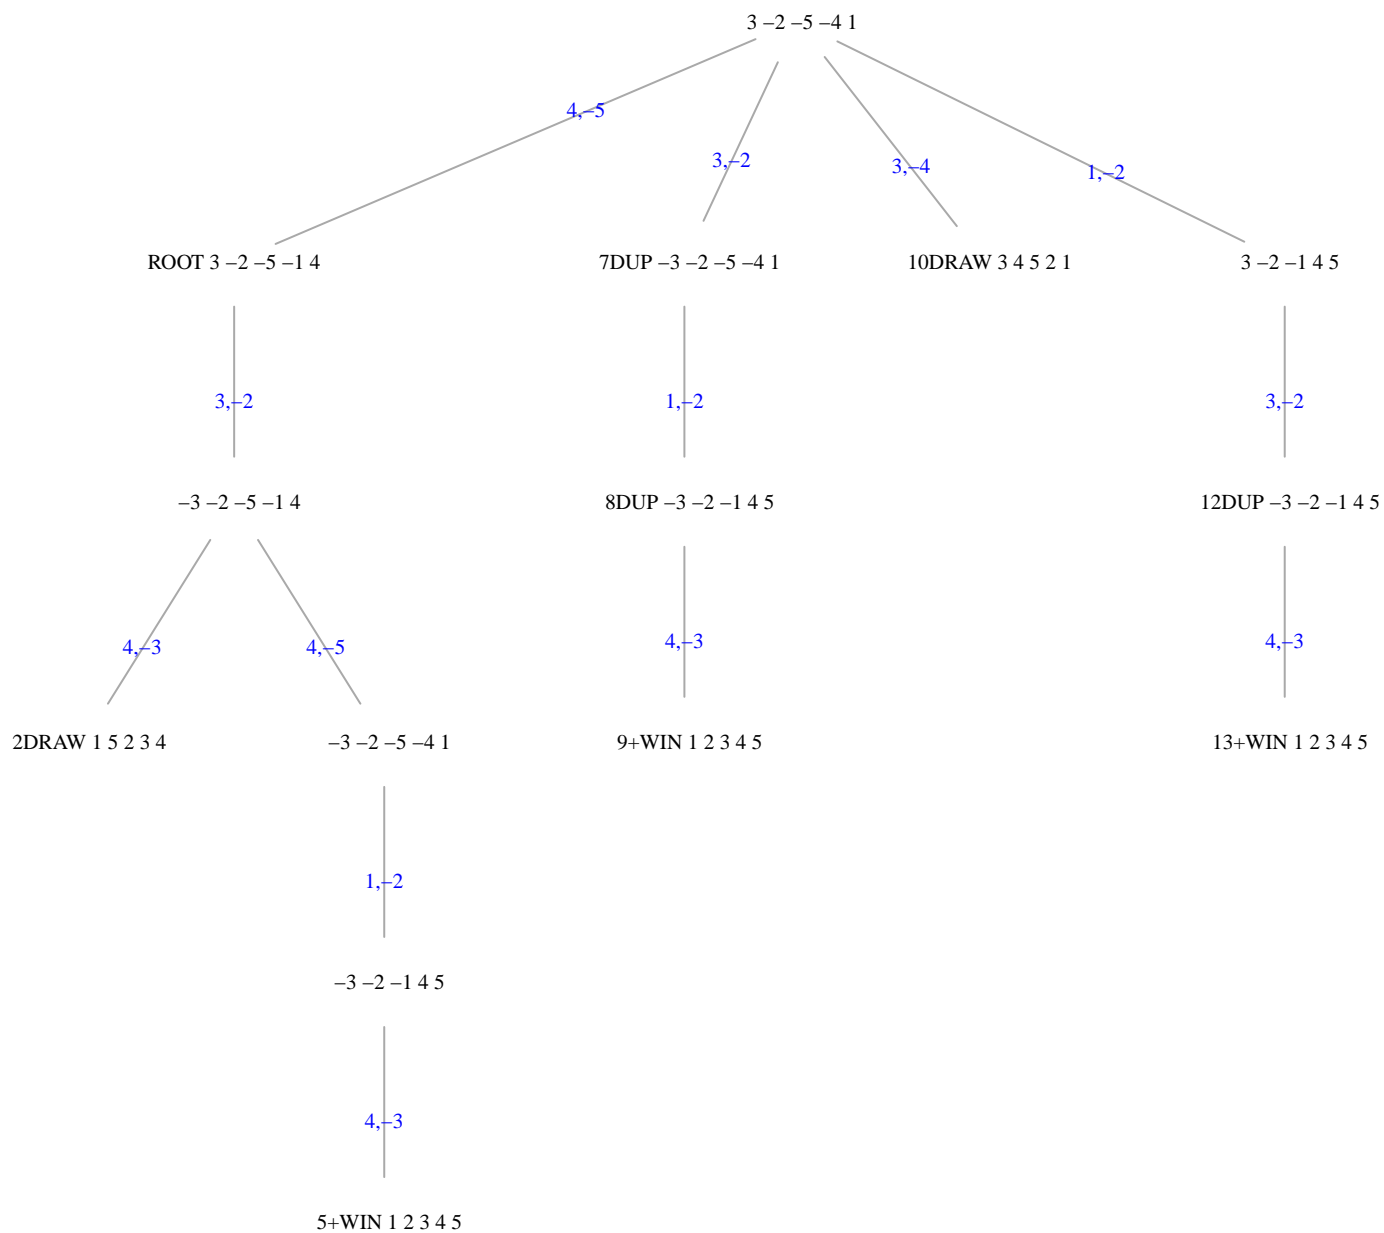 3 –2 –5 –4 1
4,–5
3,–2
3,–4
1,–2
ROOT 3 –2 –5 –1 4
7DUP –3 –2 –5 –4 1
10DRAW 3 4 5 2 1
3 –2 –1 4 5
3,–2
1,–2
3,–2
–3 –2 –5 –1 4
8DUP –3 –2 –1 4 5
12DUP –3 –2 –1 4 5
4,–3
4,–5
4,–3
4,–3
2DRAW 1 5 2 3 4
–3 –2 –5 –4 1
9+WIN 1 2 3 4 5
13+WIN 1 2 3 4 5
1,–2
–3 –2 –1 4 5
4,–3
5+WIN 1 2 3 4 5